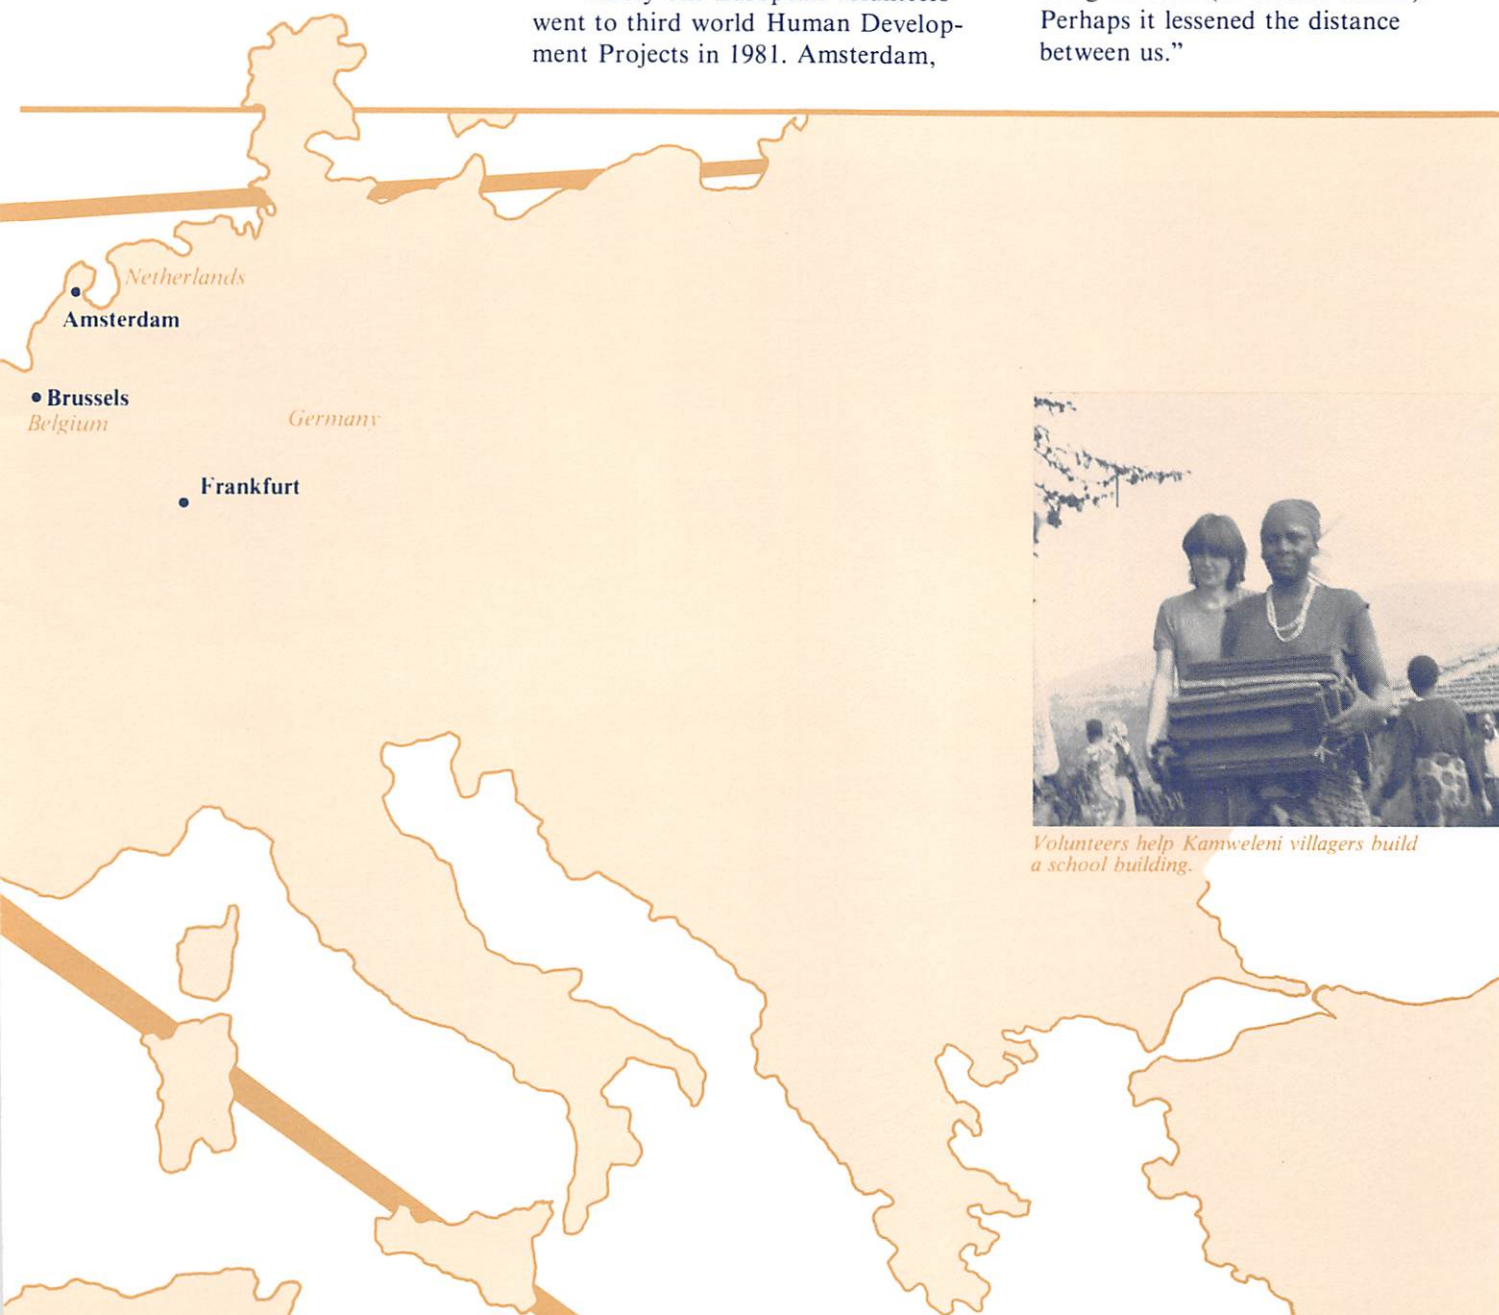 went to third world Human Develop-
ment Projects in 1981. Amsterdam,
Perhaps it lessened the distance
between us.”
Netherlands
Amsterdam
Brussels
Belgium
Germany
Frankfurt
Volunteers help Kamweleni villagers build
a school building.